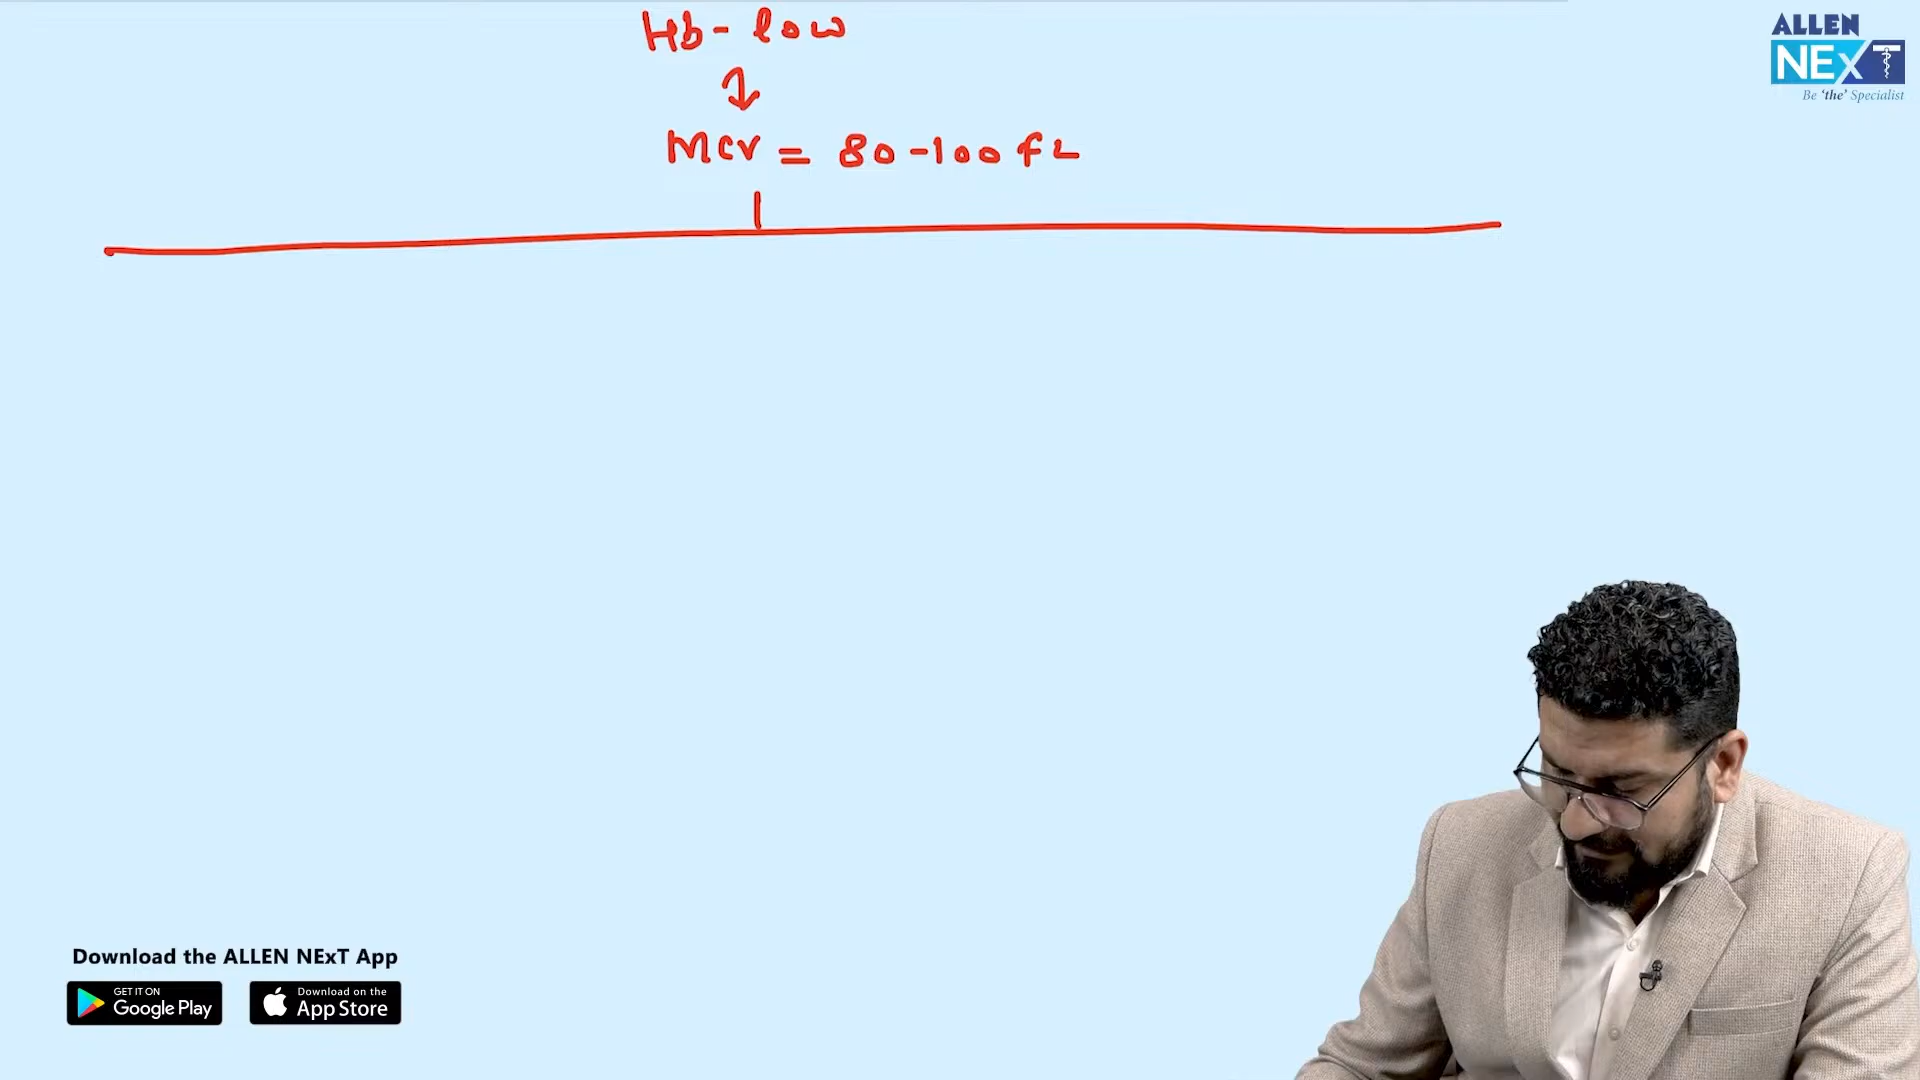 Hb - low
MCV = 80-100 fL
ALLEN
NExT
Be 'the' Specialist
Download the ALLEN NExT App
GET IT ON
Google Play
Download on the
App Store